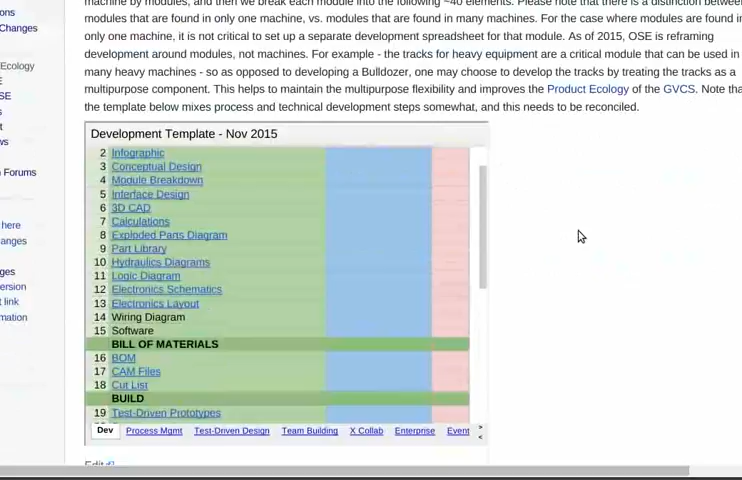 machine by modules, and then we break each module into the following ~40 elements. Please note that there is a distinction between
modules that are found in only one machine, vs. modules that are found in many machines. For the case where modules are found in
only one machine, it is not critical to set up a separate development spreadsheet for that module. As of 2015, OSE is reframing
development around modules, not machines. For example - the tracks for heavy equipment are a critical module that can be used in
many heavy machines - so as opposed to developing a Bulldozer, one may choose to develop the tracks by treating the tracks as a
multipurpose component. This helps to maintain the multipurpose flexibility and improves the Product Ecology of the GVCS. Note tha
the template below mixes process and technical development steps somewhat, and this needs to be reconciled.
Changes
Ecology
E
SE
s
t
ws
Forums
here
anges
ges
ersion
t link
mation
Development Template - Nov 2015
2 Infographic
3 Conceptual Design
4 Module Breakdown
5 Interface Design
6 3D CAD
7 Calculations
8 Exploded Parts Diagram
9 Part Library
10 Hydraulics Diagrams
11 Logic Diagram
12 Electronics Schematics
13 Electronics Layout
14 Wiring Diagram
15 Software
BILL OF MATERIALS
16 BOM
17 CAM Files
18 Cut List
BUILD
19 Test-Driven Prototypes
Dev Process Mgmt Test-Driven Design Team Building X Collab Enterprise Event
Edit